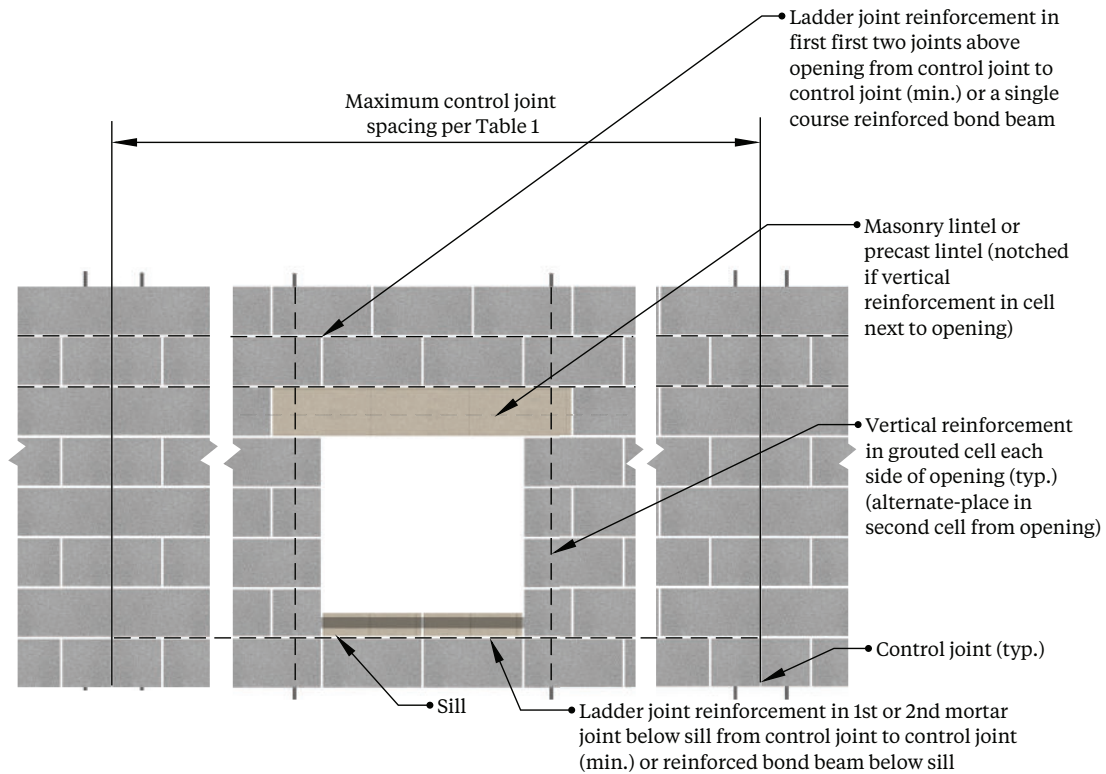 Ladder joint reinforcement in
first first two joints above
opening from control joint to
control joint (min.) or a single
course reinforced bond beam
Maximum control joint
spacing per Table 1
Masonry lintel or
precast lintel (notched
if vertical
reinforcement in cell
next to opening)
Vertical reinforcement
in grouted cell each
side of opening (typ.)
(alternate-place in
second cell from opening)
Control joint (typ.)
Sill
Ladder joint reinforcement in 1st or 2nd mortar
joint below sill from control joint to control joint
(min.) or reinforced bond beam below sill